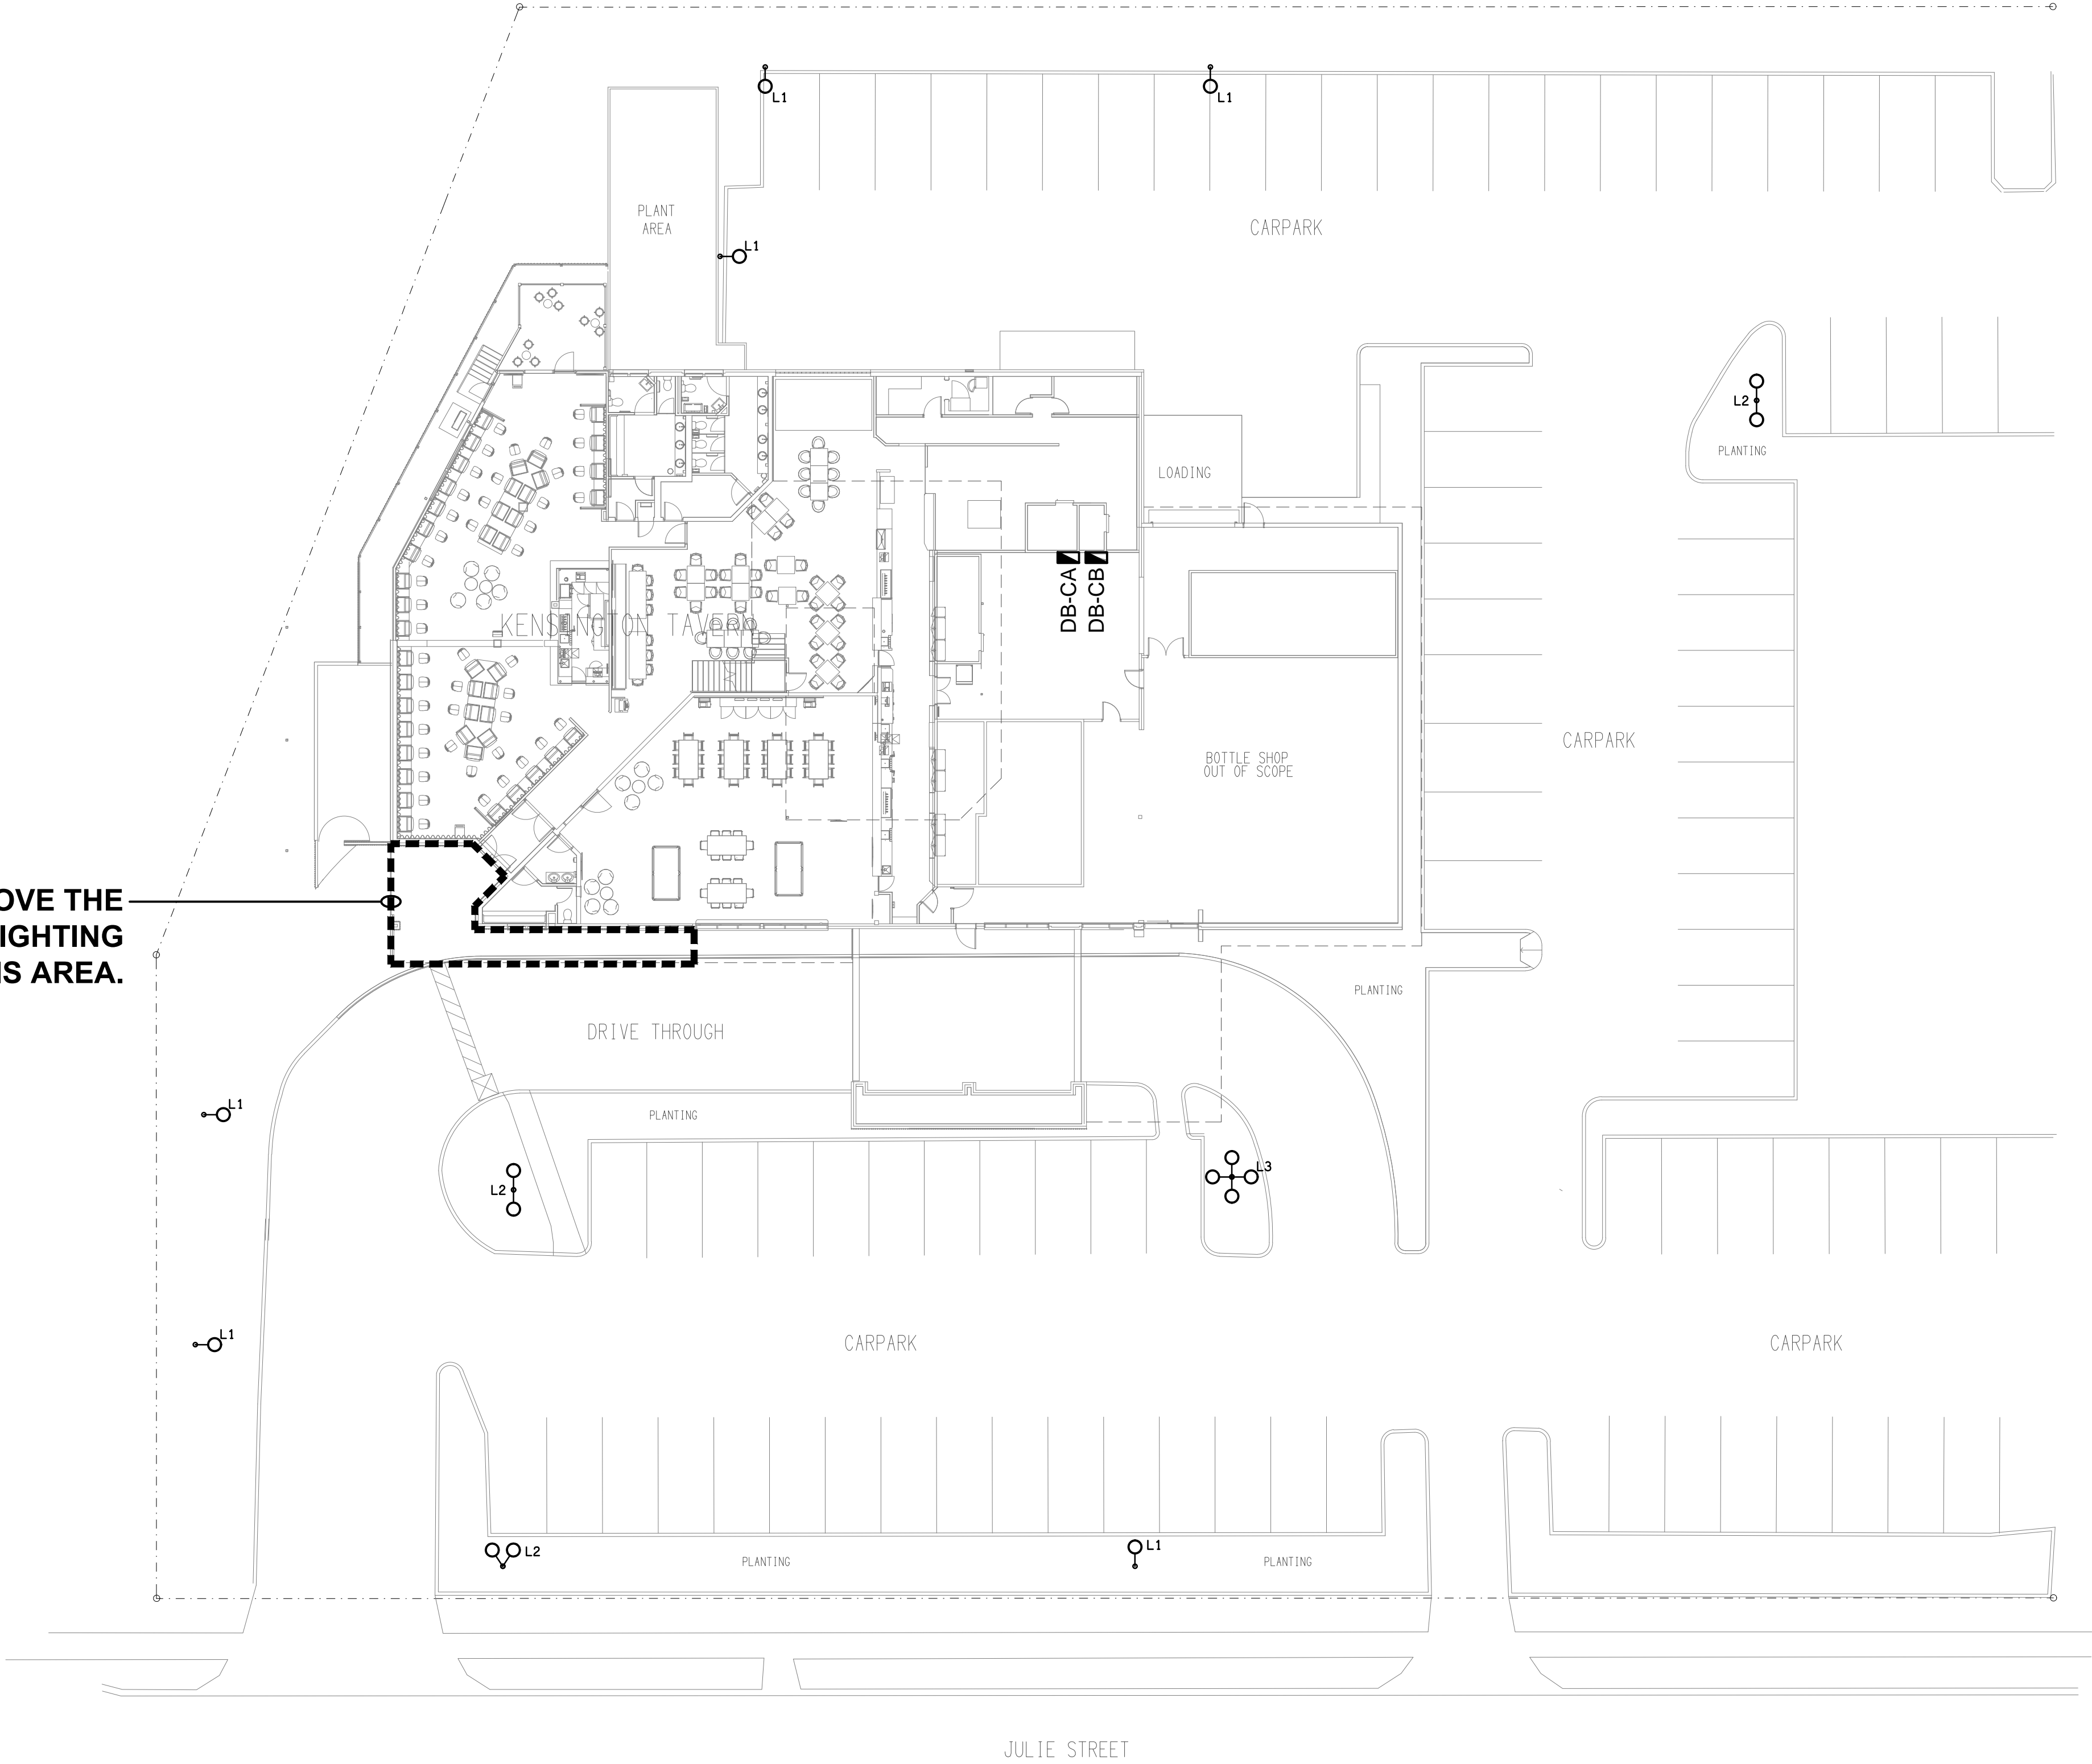 L1
L1
PLANT
AREA
CARPARK
L1
L2
PLANTING
LOADING
DB-CA
DB-CB
KENSINGTON TAVERN
CARPARK
BOTTLE SHOP
OUT OF SCOPE
OVE THE
IGHTING
IS AREA.
PLANTING
DRIVE THROUGH
L1
PLANTING
L3
L2
L1
CARPARK
CARPARK
L2
L1
PLANTING
PLANTING
JULIE STREET